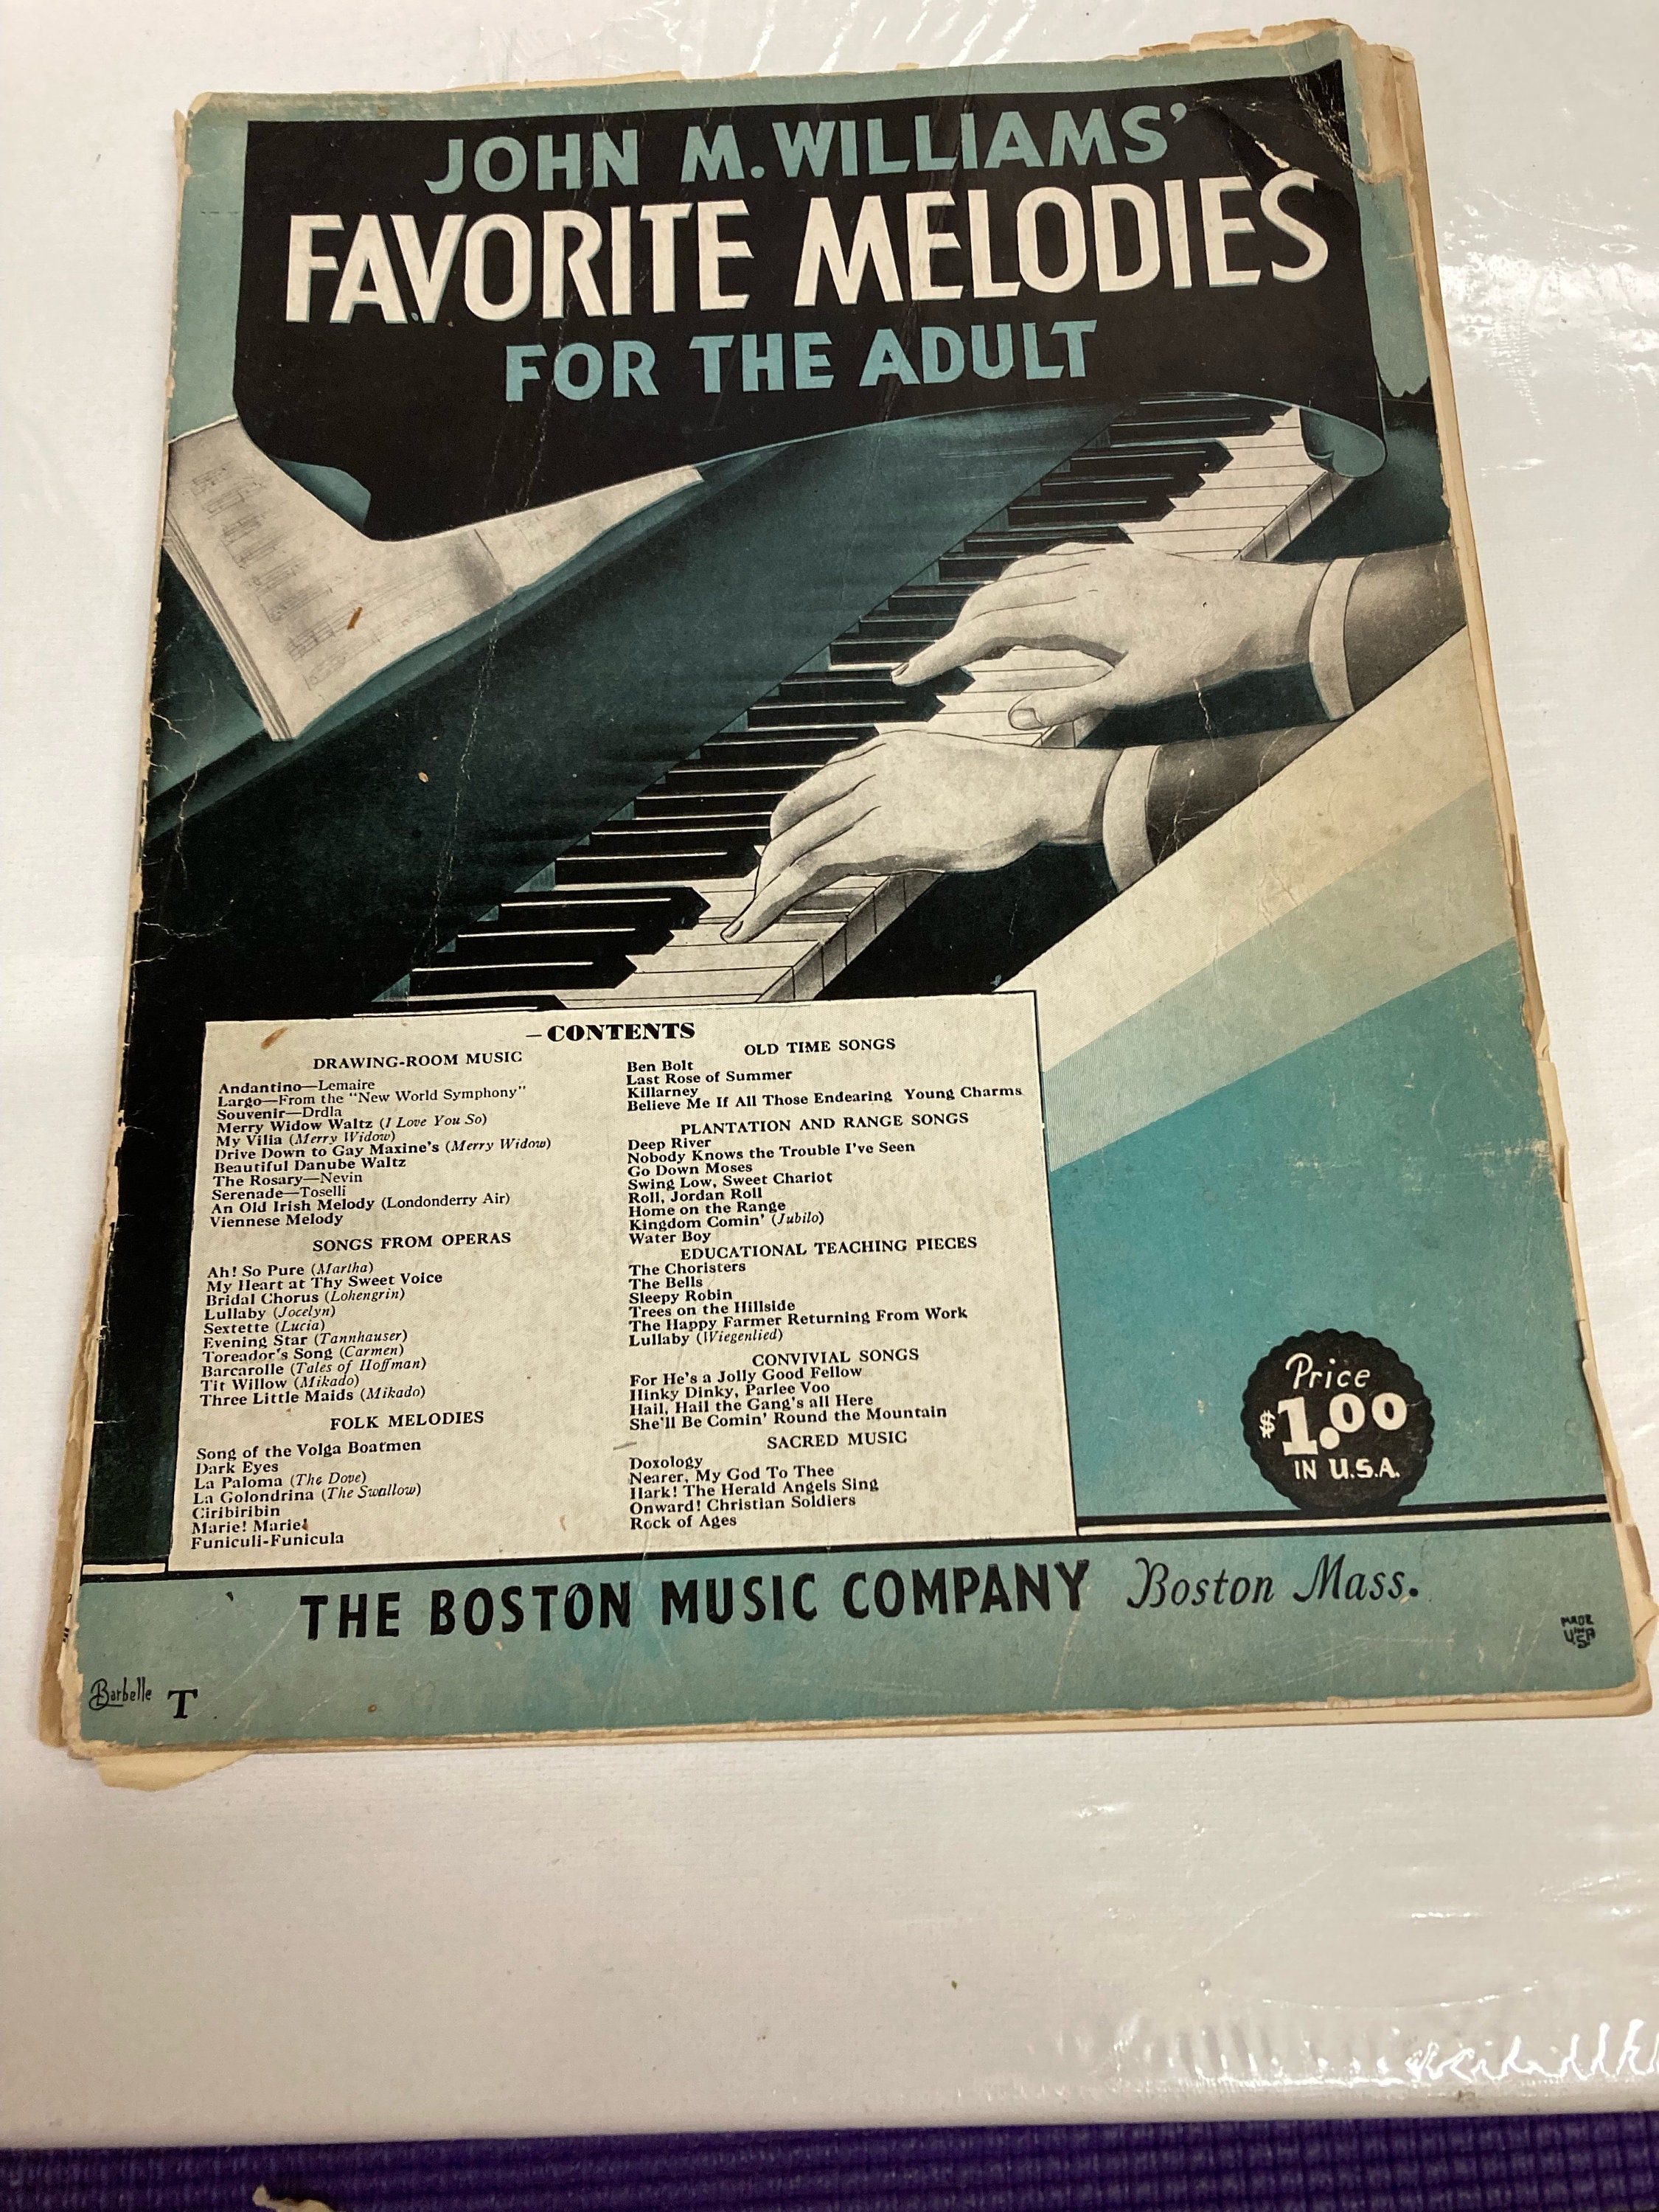 JOHN M. WILLIAMS'
FAVORITE MELODIES
FOR THE ADULT
—CONTENTS
DRAWING-ROOM MUSIC
Andantino—Lemaire
Largo—From the "New World Symphony"
Souvenir—Drdla
Merry Widow Waltz (I Love You So)
My Vilia (Merry Widow)
Drive Down to Gay Maxine's (Merry Widow)
Beautiful Danube Waltz
The Rosary—Nevin
Serenade—Toselli
An Old Irish Melody (Londonderry Air)
Viennese Melody
SONGS FROM OPERAS
Ah! So Pure (Martha)
My Heart at Thy Sweet Voice
Bridal Chorus (Lohengrin)
Lullaby (Jocelyn)
Sextette (Lucia)
Evening Star (Tannhauser)
Toreador's Song (Carmen)
Barcarolle (Tales of Hoffman)
Tit Willow (Mikado)
Three Little Maids (Mikado)
FOLK MELODIES
Song of the Volga Boatmen
Dark Eyes
La Paloma (The Dove)
La Golondrina (The Swallow)
Ciribiribin
Marie! Marie!
Funiculi-Funicula
OLD TIME SONGS
Ben Bolt
Last Rose of Summer
Killarney
Believe Me If All Those Endearing Young Charms
PLANTATION AND RANGE SONGS
Deep River
Nobody Knows the Trouble I've Seen
Go Down Moses
Swing Low, Sweet Chariot
Roll, Jordan Roll
Home on the Range
Kingdom Comin' (Jubilo)
Water Boy
EDUCATIONAL TEACHING PIECES
The Choristers
The Bells
Sleepy Robin
Trees on the Hillside
The Happy Farmer Returning From Work
Lullaby (Wiegenlied)
CONVIVIAL SONGS
For He's a Jolly Good Fellow
Hinky Dinky, Parlee Voo
Hail, Hail the Gang's all Here
She'll Be Comin' Round the Mountain
SACRED MUSIC
Doxology
Nearer, My God To Thee
Hark! The Herald Angels Sing
Onward! Christian Soldiers
Rock of Ages
Price
$1.00
IN U.S.A.
THE BOSTON MUSIC COMPANY Boston Mass.
MADE
IN
USA
Barbelle T